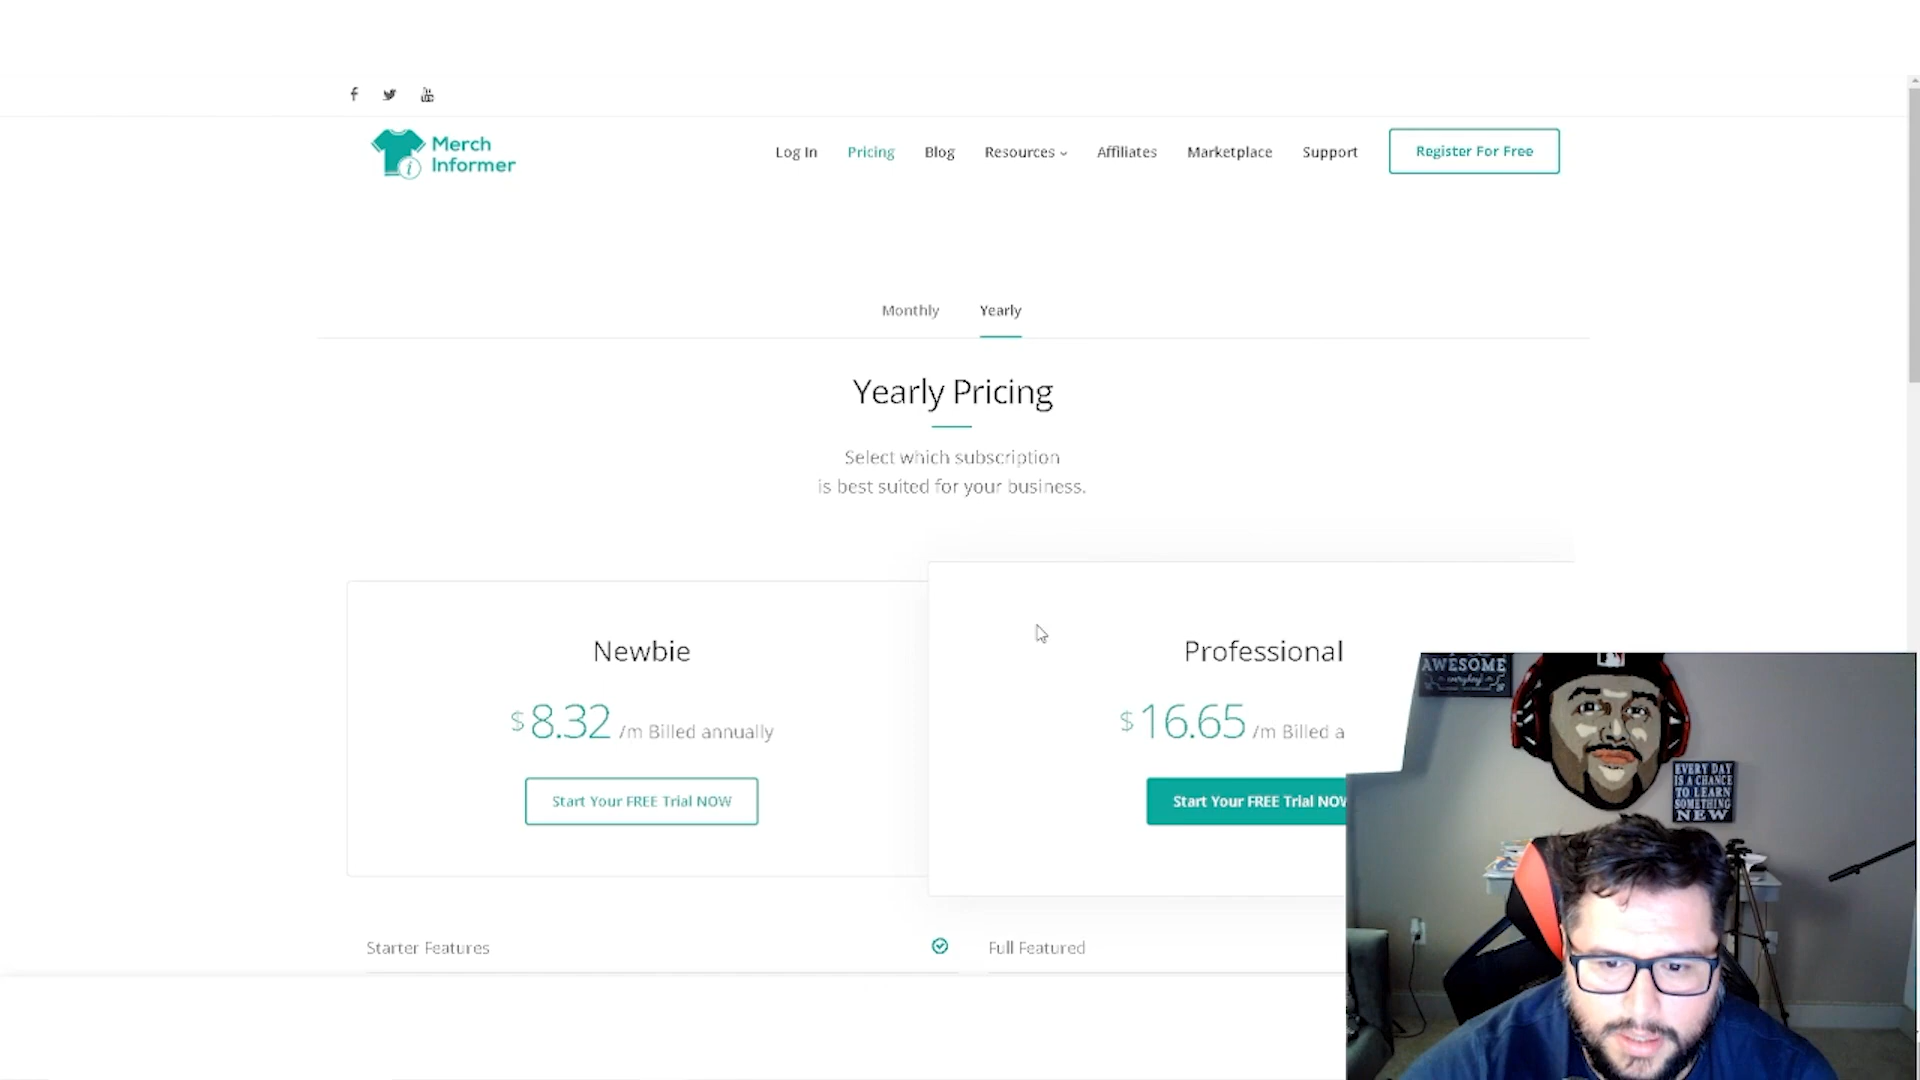 Merch
Informer
Log In
Pricing
Blog
Resources
Affiliates
Marketplace
Support
Register For Free
Monthly
Yearly
Yearly Pricing
Select which subscription
is best suited for your business.
Newbie
$8.32 /m Billed annually
Start Your FREE Trial NOW
Professional
$16.65 /m Billed a
Start Your FREE Trial NOW
Starter Features
Full Featured
AWESOME
everyday
EVERY DAY
IS A CHANCE
TO LEARN
SOMETHING
NEW